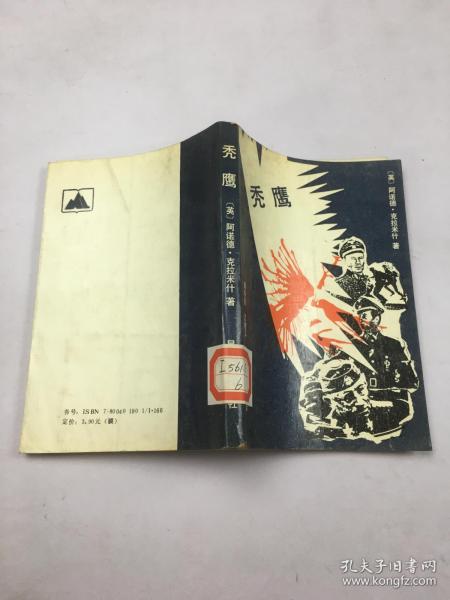 秃鹰
〔英〕阿诺德·克拉米什 著
秃鹰
〔英〕阿诺德·克拉米什 著
社
I561
6
书号：ISBN 7-80040 180 1/I·168
定价：3.90元（膜）
孔夫子旧书网
www.kongfz.com